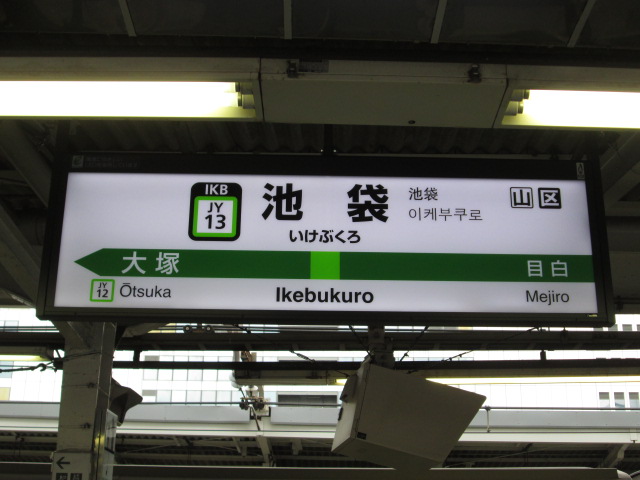 IKB
JY
13
池袋
池袋
이케부쿠로
いけぶくろ
山 区
大塚
目白
JY
12
Ōtsuka
Ikebukuro
Mejiro